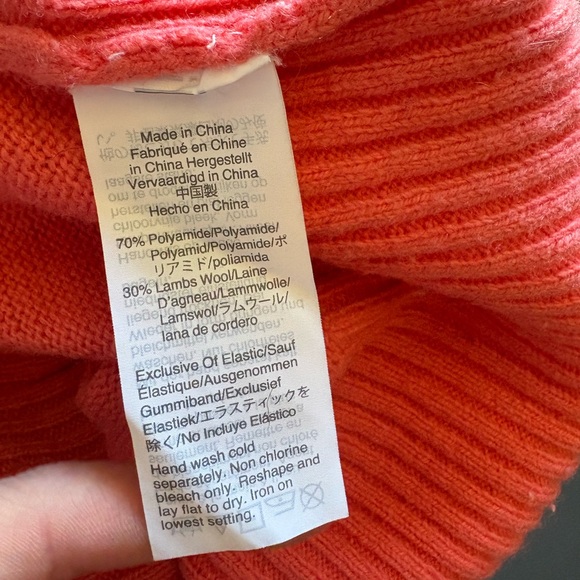 Made in China
Fabriqué en Chine
in China Hergestellt
Vervaardigd in China
中国製
Hecho en China
70% Polyamide/Polyamide/
Polyamid/Polyamide/ポ
リアミド/poliamida
30% Lambs Wool/Laine
D'agneau/Lammwolle/
Lamswol/ラムウール/
lana de cordero
Exclusive Of Elastic/Sauf
Élastique/Ausgenommen
Gummiband/Exclusief
Elastiek/エラスティックを
除く/No Incluye Elástico
Hand wash cold
separately. Non chlorine
bleach only. Reshape and
lay flat to dry. Iron on
lowest setting.